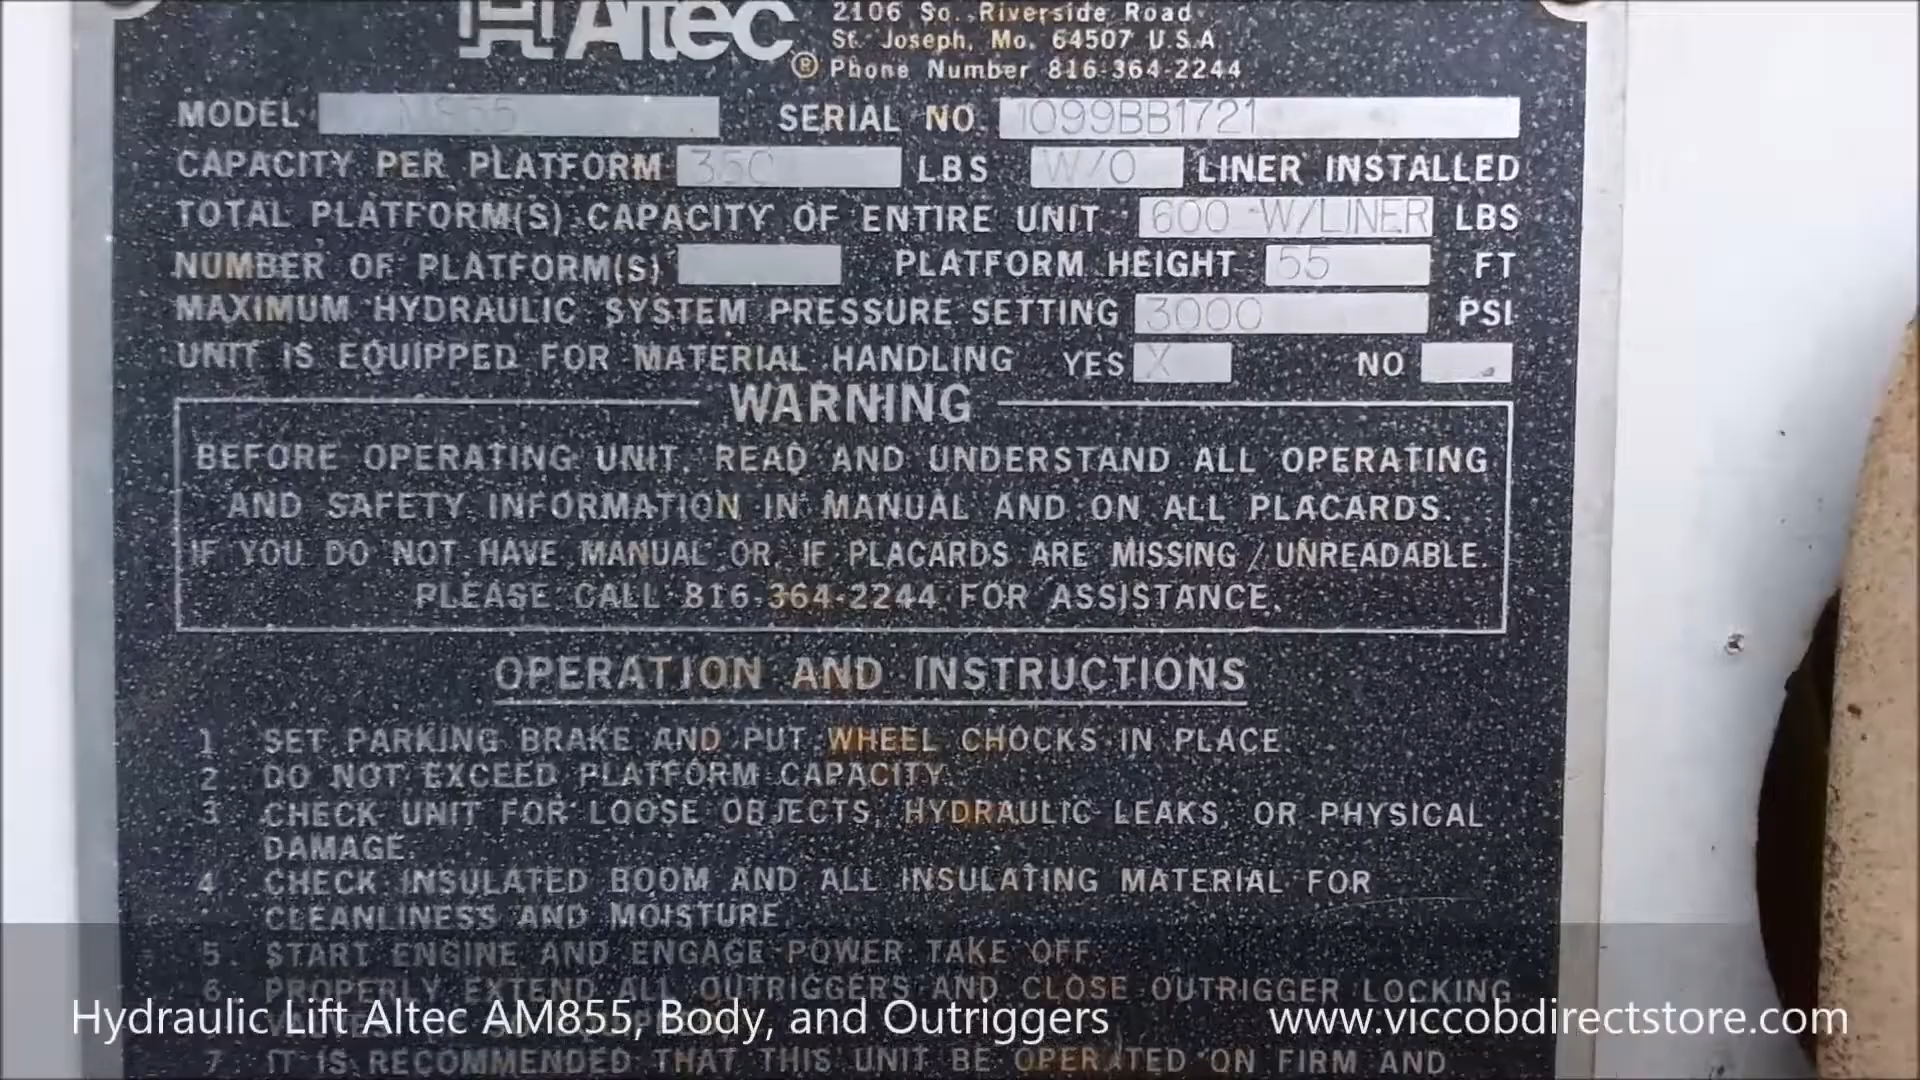 Altec
2106 So. Riverside Road
St. Joseph, Mo. 64507 U.S.A
® Phone Number 816-364-2244
MODEL
SERIAL NO. 1099BB1721
CAPACITY PER PLATFORM 350 LBS W/O LINER INSTALLED
TOTAL PLATFORM(S) CAPACITY OF ENTIRE UNIT 600 W/LINER LBS
NUMBER OF PLATFORM(S) PLATFORM HEIGHT 55 FT
MAXIMUM HYDRAULIC SYSTEM PRESSURE SETTING 3000 PSI
UNIT IS EQUIPPED FOR MATERIAL HANDLING YES X NO
WARNING
BEFORE OPERATING UNIT, READ AND UNDERSTAND ALL OPERATING
AND SAFETY INFORMATION IN MANUAL AND ON ALL PLACARDS.
IF YOU DO NOT HAVE MANUAL OR IF PLACARDS ARE MISSING / UNREADABLE.
PLEASE CALL 816-364-2244 FOR ASSISTANCE.
OPERATION AND INSTRUCTIONS
1. SET PARKING BRAKE AND PUT WHEEL CHOCKS IN PLACE.
2. DO NOT EXCEED PLATFORM CAPACITY.
3. CHECK UNIT FOR LOOSE OBJECTS, HYDRAULIC LEAKS, OR PHYSICAL
DAMAGE.
4. CHECK INSULATED BOOM AND ALL INSULATING MATERIAL FOR
CLEANLINESS AND MOISTURE.
5. START ENGINE AND ENGAGE POWER TAKE OFF.
6. PROPERLY EXTEND ALL OUTRIGGERS AND CLOSE OUTRIGGER LOCKING
Hydraulic Lift Altec AM855, Body, and Outriggers www.viccobdirectstore.com
7. IT IS RECOMMENDED THAT THIS UNIT BE OPERATED ON FIRM AND